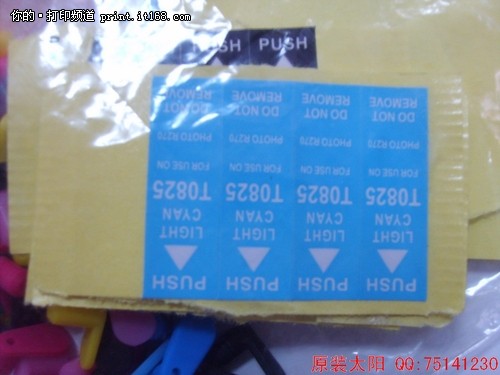 你的·打印频道 print.it168.com
PUSH PUSH
DO NOT REMOVE DO NOT REMOVE DO NOT REMOVE DO NOT REMOVE
PHOTO R270 PHOTO R270 PHOTO R270 PHOTO R270
FOR USE ON FOR USE ON FOR USE ON FOR USE ON
T0825 T0825 T0825 T0825
LIGHT CYAN LIGHT CYAN LIGHT CYAN LIGHT CYAN
PUSH PUSH PUSH PUSH
原装太阳 QQ:75141230